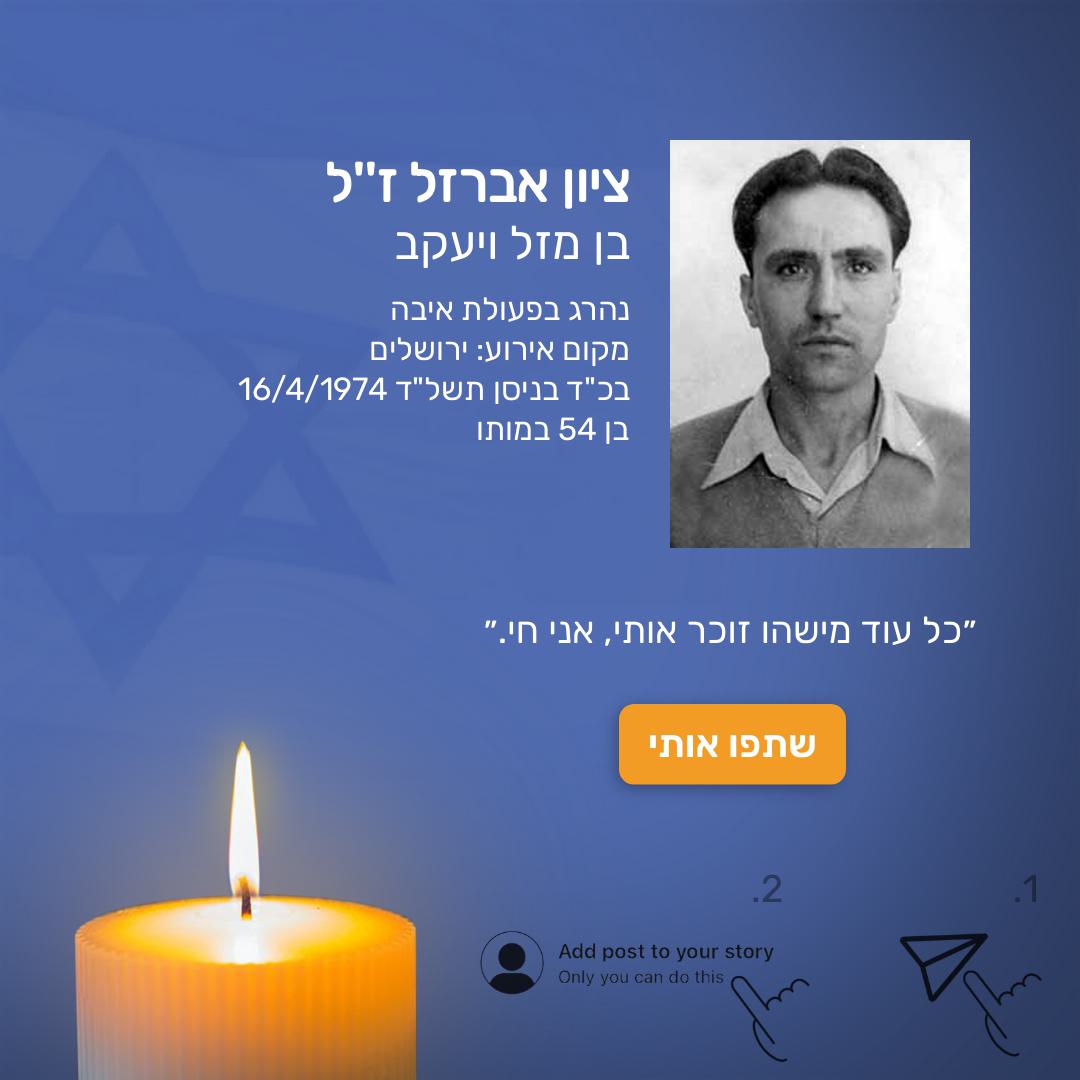 ציון אברזל ז"ל
בן מזל ויעקב
נהרג בפעולת איבה
מקום אירוע: ירושלים
בכ"ד בניסן תשל"ד 16/4/1974
בן 54 במותו
״כל עוד מישהו זוכר אותי, אני חי.״
שתפו אותי
1.
2.
Add post to your story
Only you can do this